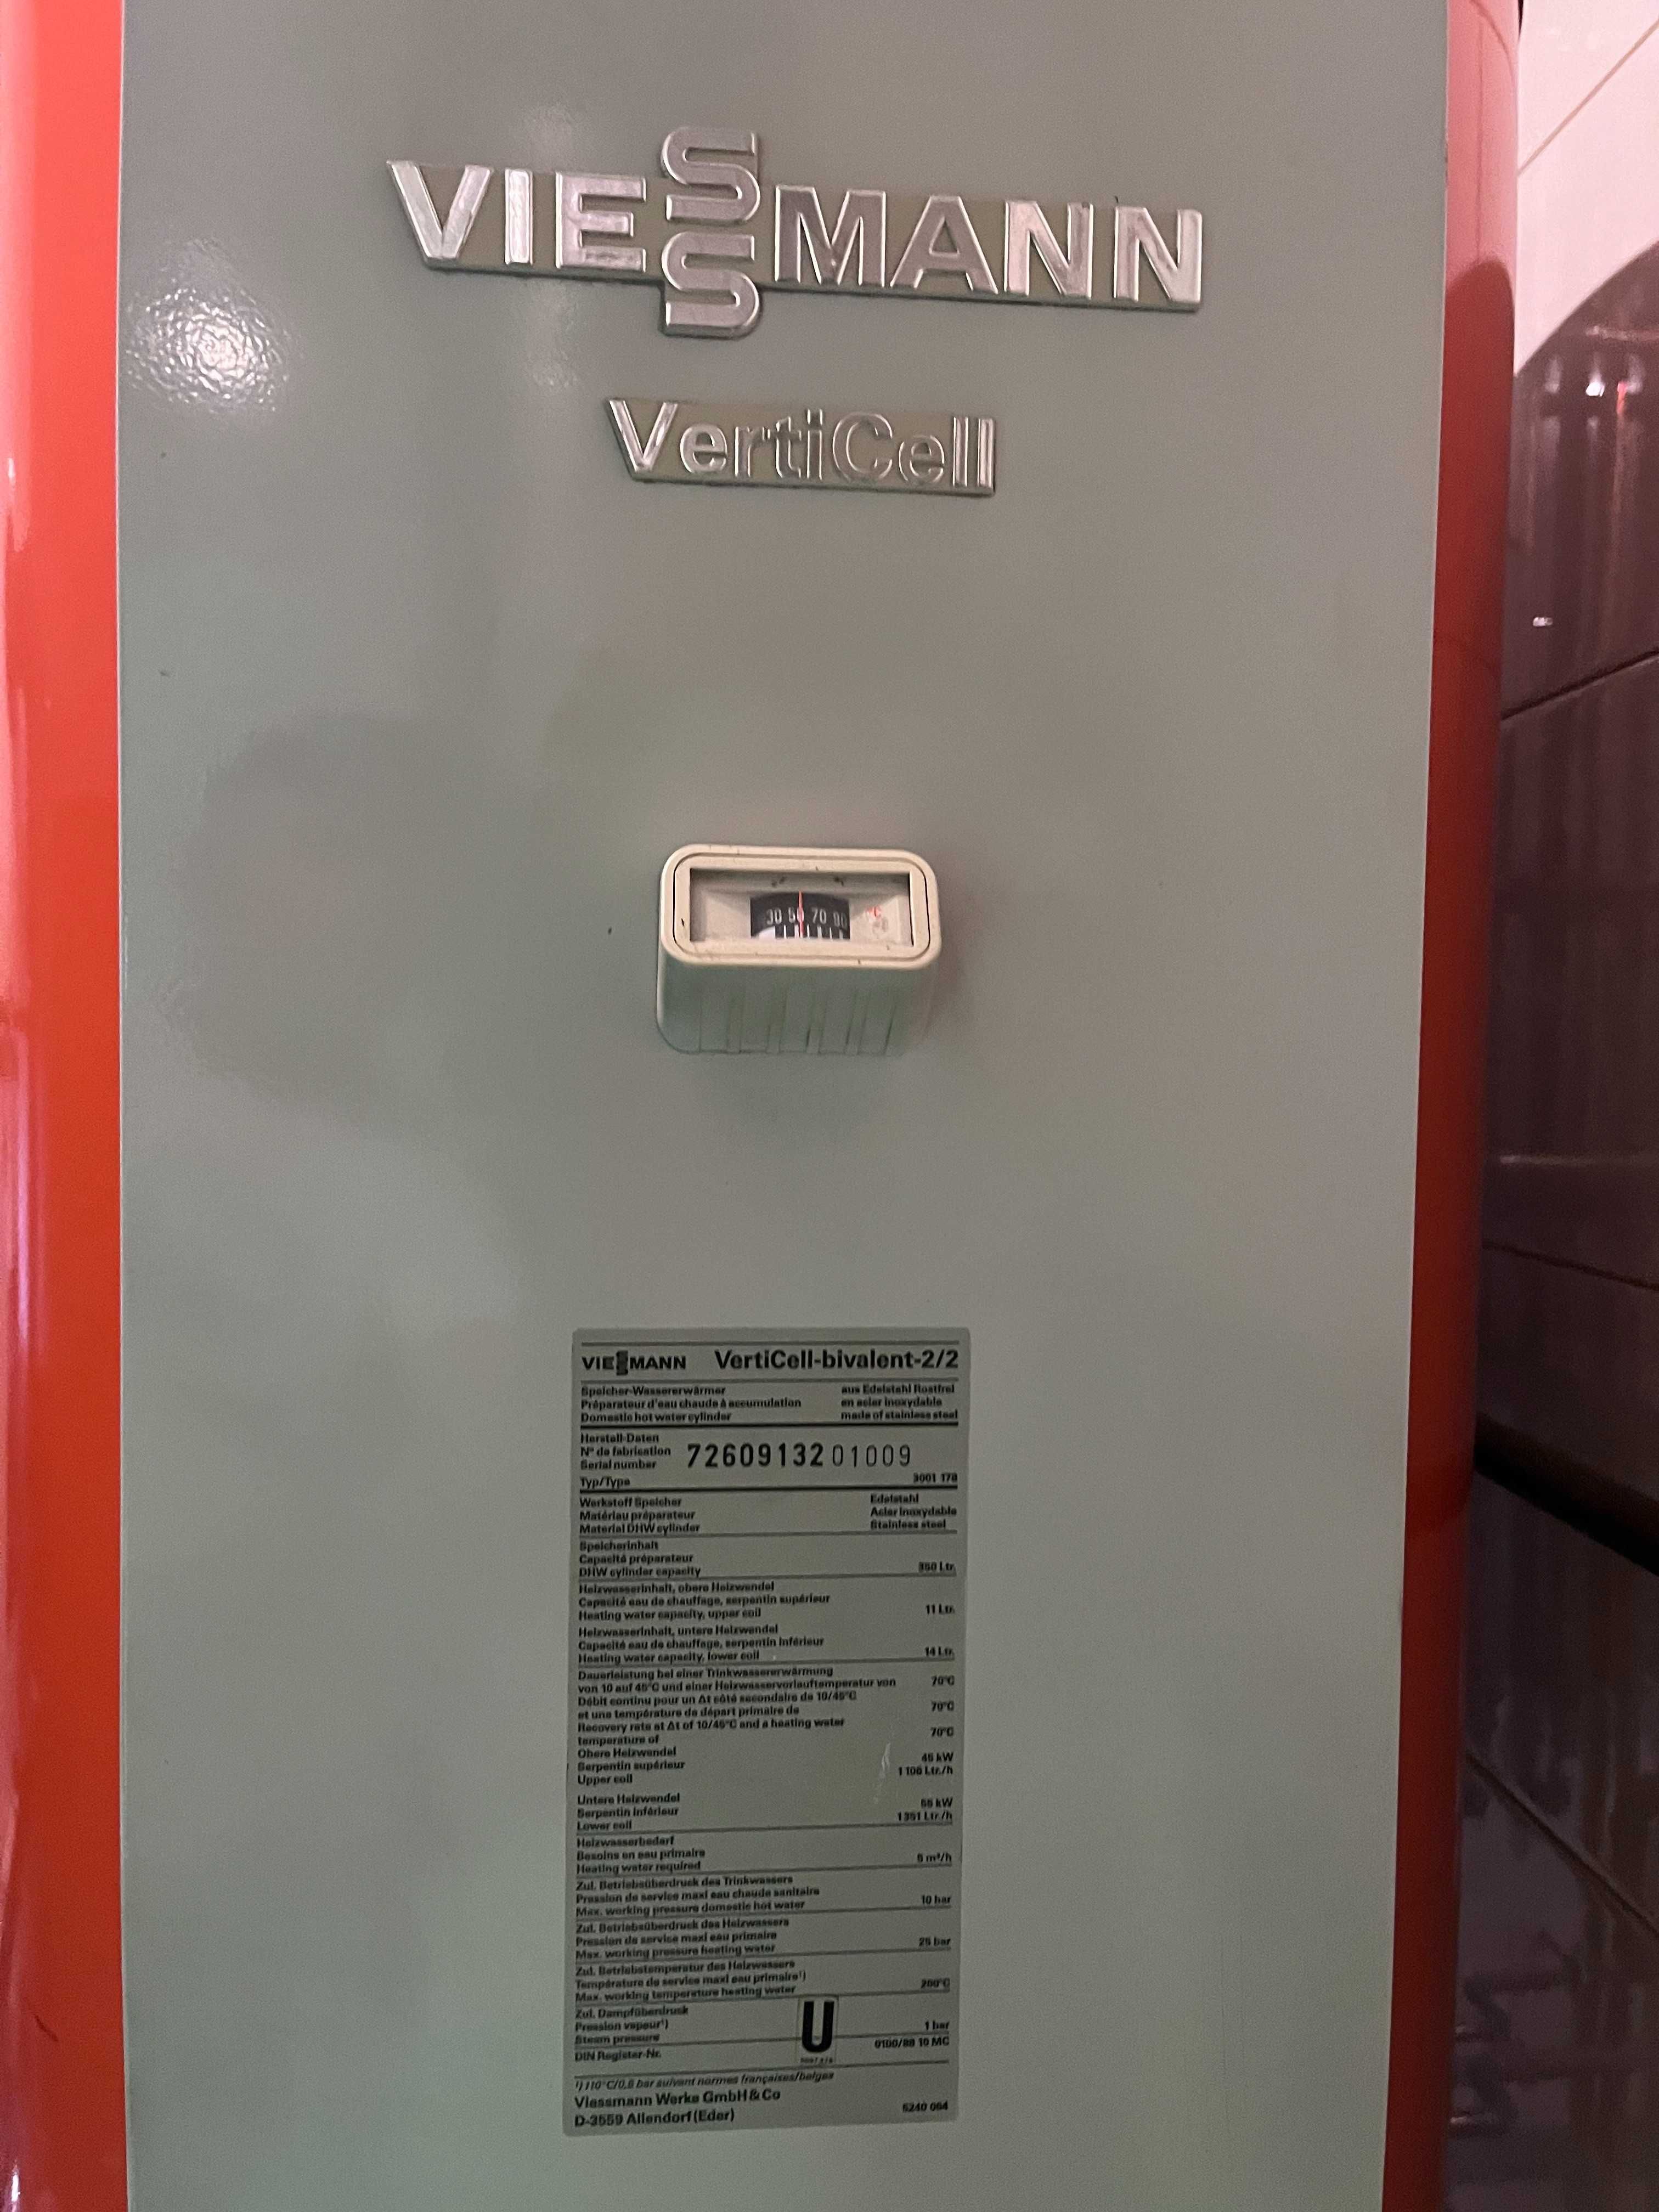 VIESSMANN
VertiCell
30 50 70 90 °C
VIESSMANN VertiCell-bivalent-2/2
Speicher-Wassererwärmer aus Edelstahl Rostfrei
Préparateur d'eau chaude à accumulation en acier inoxydable
Domestic hot water cylinder made of stainless steel
Herstell-Daten
N° de fabrication 72609132 01009
Serial number
Typ/Type 3001 178
Werkstoff Speicher Edelstahl
Matériau préparateur Acier inoxydable
Material DHW cylinder Stainless steel
Speicherinhalt
Capacité préparateur
DHW cylinder capacity 350 Ltr.
Heizwasserinhalt, obere Heizwendel
Capacité eau de chauffage, serpentin supérieur
Heating water capacity, upper coil 11 Ltr.
Heizwasserinhalt, untere Heizwendel
Capacité eau de chauffage, serpentin inférieur
Heating water capacity, lower coil 14 Ltr.
Dauerleistung bei einer Trinkwassererwärmung
von 10 auf 45°C und einer Heizwasservorlauftemperatur von 70°C
Débit continu pour un Δt côté secondaire de 10/45°C
et une température de départ primaire de 70°C
Recovery rate at Δt of 10/45°C and a heating water
temperature of 70°C
Obere Heizwendel 45 kW
Serpentin supérieur 1106 Ltr./h
Upper coil
Untere Heizwendel 55 kW
Serpentin inférieur 1351 Ltr./h
Lower coil
Heizwasserbedarf
Besoins en eau primaire
Heating water required m³/h
Zul. Betriebsüberdruck des Trinkwassers
Pression de service maxi eau chaude sanitaire
Max. working pressure domestic hot water 10 bar
Zul. Betriebsüberdruck des Heizwassers
Pression de service maxi eau primaire
Max. working pressure heating water 25 bar
Zul. Betriebstemperatur des Heizwassers
Température de service maxi eau primaire¹)
Max. working temperature heating water 200°C
Zul. Dampfüberdruck
Pression vapeur¹)
Steam pressure 1 bar
DIN Register-Nr. U 0100/88 10 MC
¹) 110°C/0,5 bar suivant normes françaises/belges
Viessmann Werke GmbH & Co
D-3559 Allendorf (Eder) 5240 064